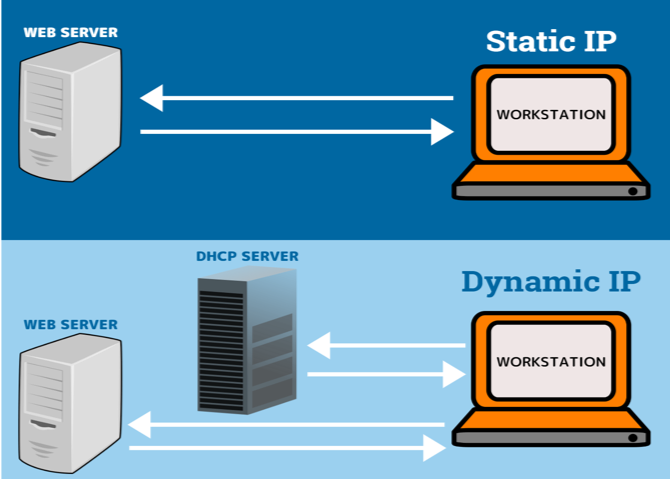 WEB SERVER
Static IP
WORKSTATION
DHCP SERVER
Dynamic IP
WEB SERVER
WORKSTATION